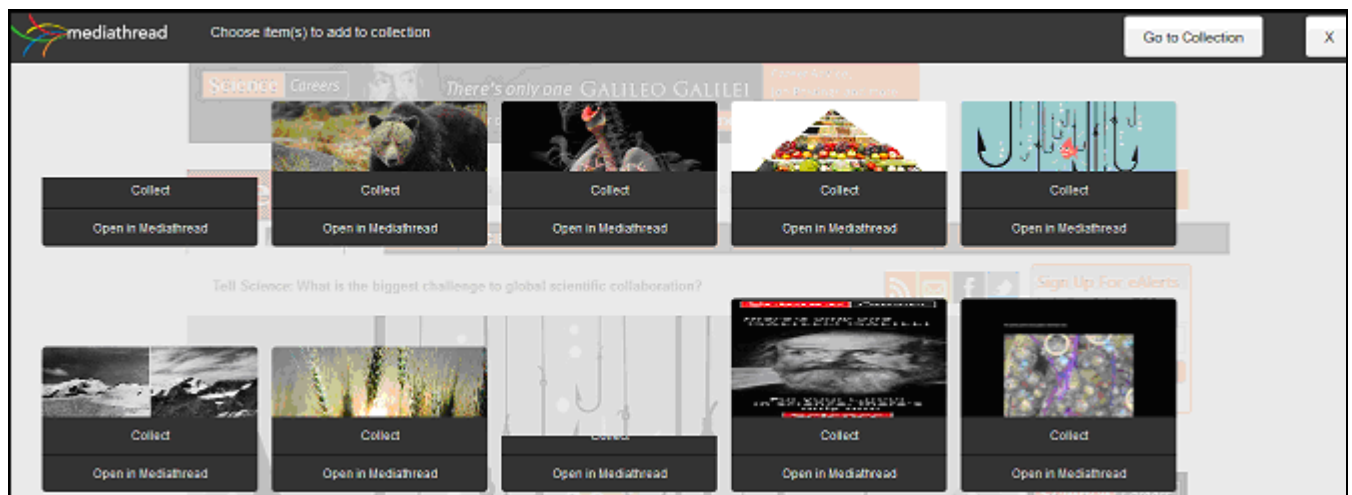 mediathread Choose item(s) to add to collection Go to Collection X
Science Careers There's only one GALILEO GALILEI
Collect Collect Collect Collect Collect
Open in Mediathread Open in Mediathread Open in Mediathread Open in Mediathread Open in Mediathread
Tell Science: What is the biggest challenge to global scientific collaboration? Sign Up For eAlerts
Collect Collect Collect Collect
Open in Mediathread Open in Mediathread Open in Mediathread Open in Mediathread Open in Mediathread